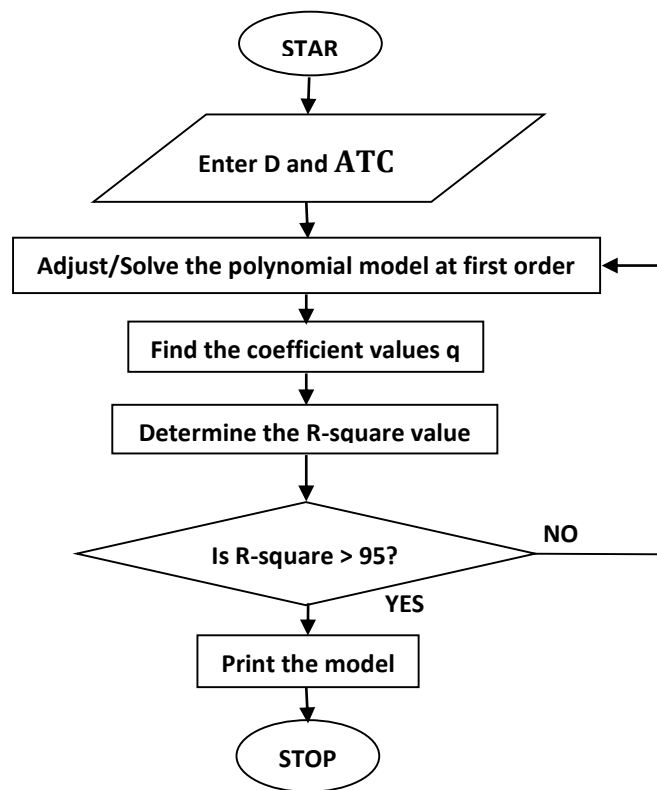 STAR
Enter D and ATC
Adjust/Solve the polynomial model at first order
Find the coefficient values q
Determine the R-square value
Is R-square > 95?
NO
YES
Print the model
STOP